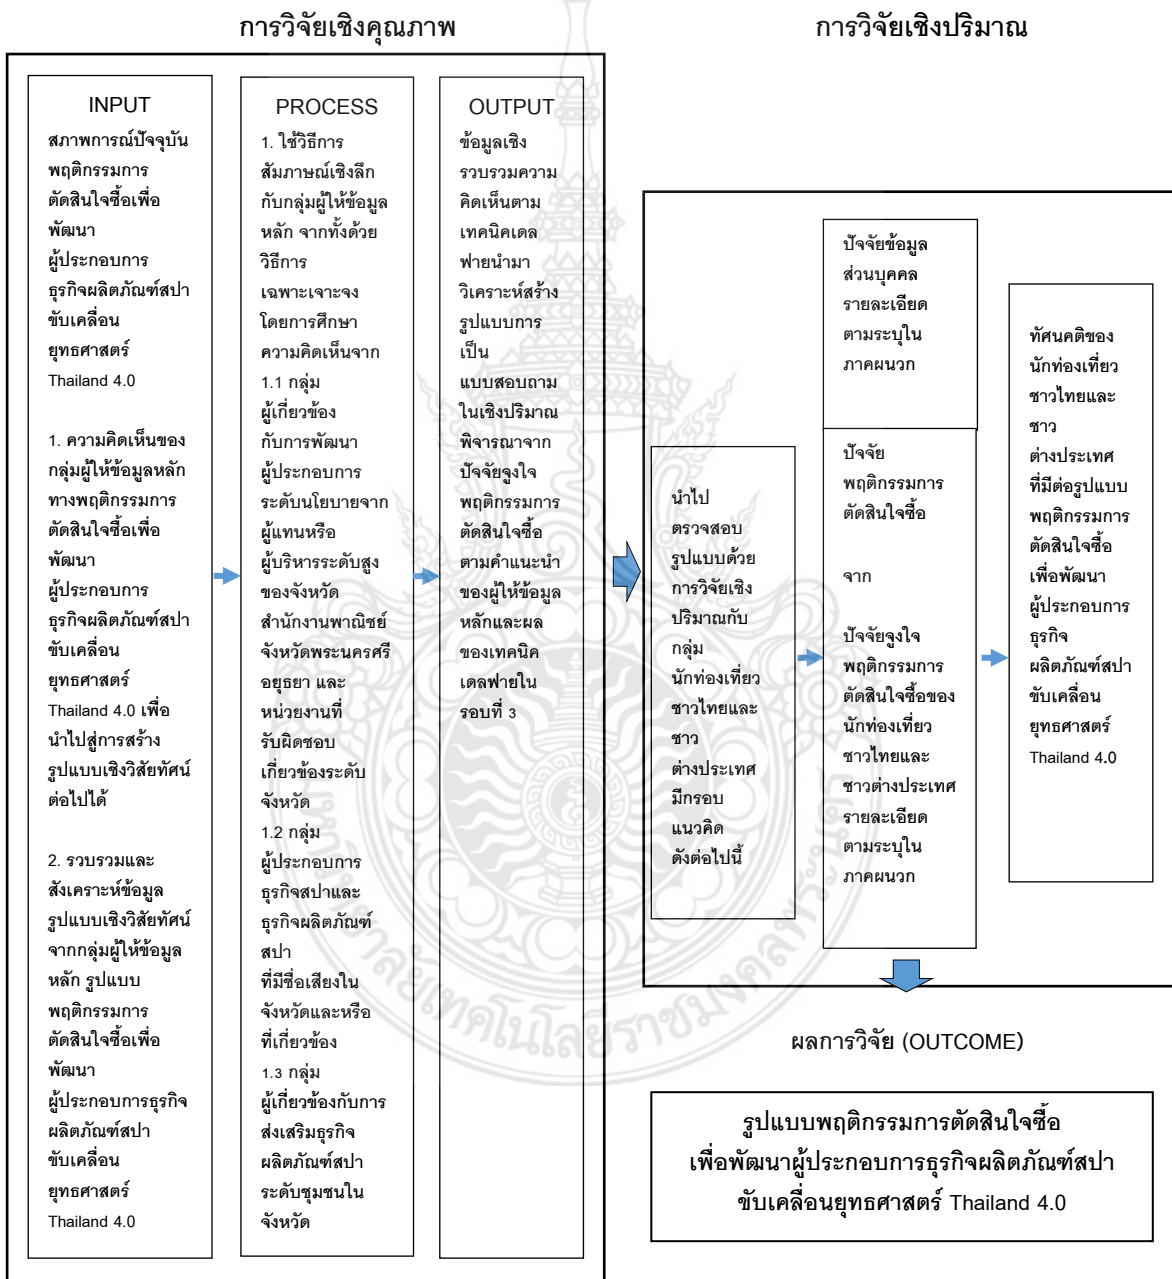 การวิจัยเชิงคุณภาพ
INPUT
สภาพการณ์ปัจจุบัน
พฤติกรรมการ
ตัดสินใจซื้อเพื่อ
พัฒนา
ผู้ประกอบการ
ธุรกิจผลิตภัณฑ์สปา
ขับเคลื่อน
ยุทธศาสตร์
Thailand 4.0
1. ความคิดเห็นของ
กลุ่มผู้ให้ข้อมูลหลัก
ทางพฤติกรรมการ
ตัดสินใจซื้อเพื่อ
พัฒนา
ผู้ประกอบการ
ธุรกิจผลิตภัณฑ์สปา
ขับเคลื่อน
ยุทธศาสตร์
Thailand 4.0 เพื่อ
นำไปสู่การสร้าง
รูปแบบเชิงวิสัยทัศน์
ต่อไปได้
2. รวบรวมและ
สังเคราะห์ข้อมูล
รูปแบบเชิงวิสัยทัศน์
จากกลุ่มผู้ให้ข้อมูล
หลัก รูปแบบ
พฤติกรรมการ
ตัดสินใจซื้อเพื่อ
พัฒนา
ผู้ประกอบการธุรกิจ
ผลิตภัณฑ์สปา
ขับเคลื่อน
ยุทธศาสตร์
Thailand 4.0
PROCESS
1. ใช้วิธีการ
สัมภาษณ์เชิงลึก
กับกลุ่มผู้ให้ข้อมูล
หลัก จากทั้งด้วย
วิธีการ
เฉพาะเจาะจง
โดยการศึกษา
ความคิดเห็นจาก
1.1 กลุ่ม
ผู้เกี่ยวข้อง
กับการพัฒนา
ผู้ประกอบการ
ระดับนโยบายจาก
ผู้แทนหรือ
ผู้บริหารระดับสูง
ของจังหวัด
สำนักงานพาณิชย์
จังหวัดพระนครศรี
อยุธยา และ
หน่วยงานที่
รับผิดชอบ
เกี่ยวข้องระดับ
จังหวัด
1.2 กลุ่ม
ผู้ประกอบการ
ธุรกิจสปาและ
ธุรกิจผลิตภัณฑ์
สปา
ที่มีชื่อเสียงใน
จังหวัดและหรือ
ที่เกี่ยวข้อง
1.3 กลุ่ม
ผู้เกี่ยวข้องกับการ
ส่งเสริมธุรกิจ
ผลิตภัณฑ์สปา
ระดับชุมชนใน
จังหวัด
OUTPUT
ข้อมูลเชิง
รวบรวมความ
คิดเห็นตาม
เทคนิคเดล
ฟายนำมา
วิเคราะห์สร้าง
รูปแบบการ
เป็น
แบบสอบถาม
ในเชิงปริมาณ
พิจารณาจาก
ปัจจัยจูงใจ
พฤติกรรมการ
ตัดสินใจซื้อ
ตามคำแนะนำ
ของผู้ให้ข้อมูล
หลักและผล
ของเทคนิค
เดลฟายใน
รอบที่ 3
การวิจัยเชิงปริมาณ
นำไป
ตรวจสอบ
รูปแบบด้วย
การวิจัยเชิง
ปริมาณกับ
กลุ่ม
นักท่องเที่ยว
ชาวไทยและ
ชาว
ต่างประเทศ
มีกรอบ
แนวคิด
ดังต่อไปนี้
ปัจจัยข้อมูล
ส่วนบุคคล
รายละเอียด
ตามระบุใน
ภาคผนวก
ปัจจัย
พฤติกรรมการ
ตัดสินใจซื้อ
จาก
ปัจจัยจูงใจ
พฤติกรรมการ
ตัดสินใจซื้อของ
นักท่องเที่ยว
ชาวไทยและ
ชาวต่างประเทศ
รายละเอียด
ตามระบุใน
ภาคผนวก
ทัศนคติของ
นักท่องเที่ยว
ชาวไทยและ
ชาว
ต่างประเทศ
ที่มีต่อรูปแบบ
พฤติกรรมการ
ตัดสินใจซื้อ
เพื่อพัฒนา
ผู้ประกอบการ
ธุรกิจ
ผลิตภัณฑ์สปา
ขับเคลื่อน
ยุทธศาสตร์
Thailand 4.0
ผลการวิจัย (OUTCOME)
รูปแบบพฤติกรรมการตัดสินใจซื้อ
เพื่อพัฒนาผู้ประกอบการธุรกิจผลิตภัณฑ์สปา
ขับเคลื่อนยุทธศาสตร์ Thailand 4.0